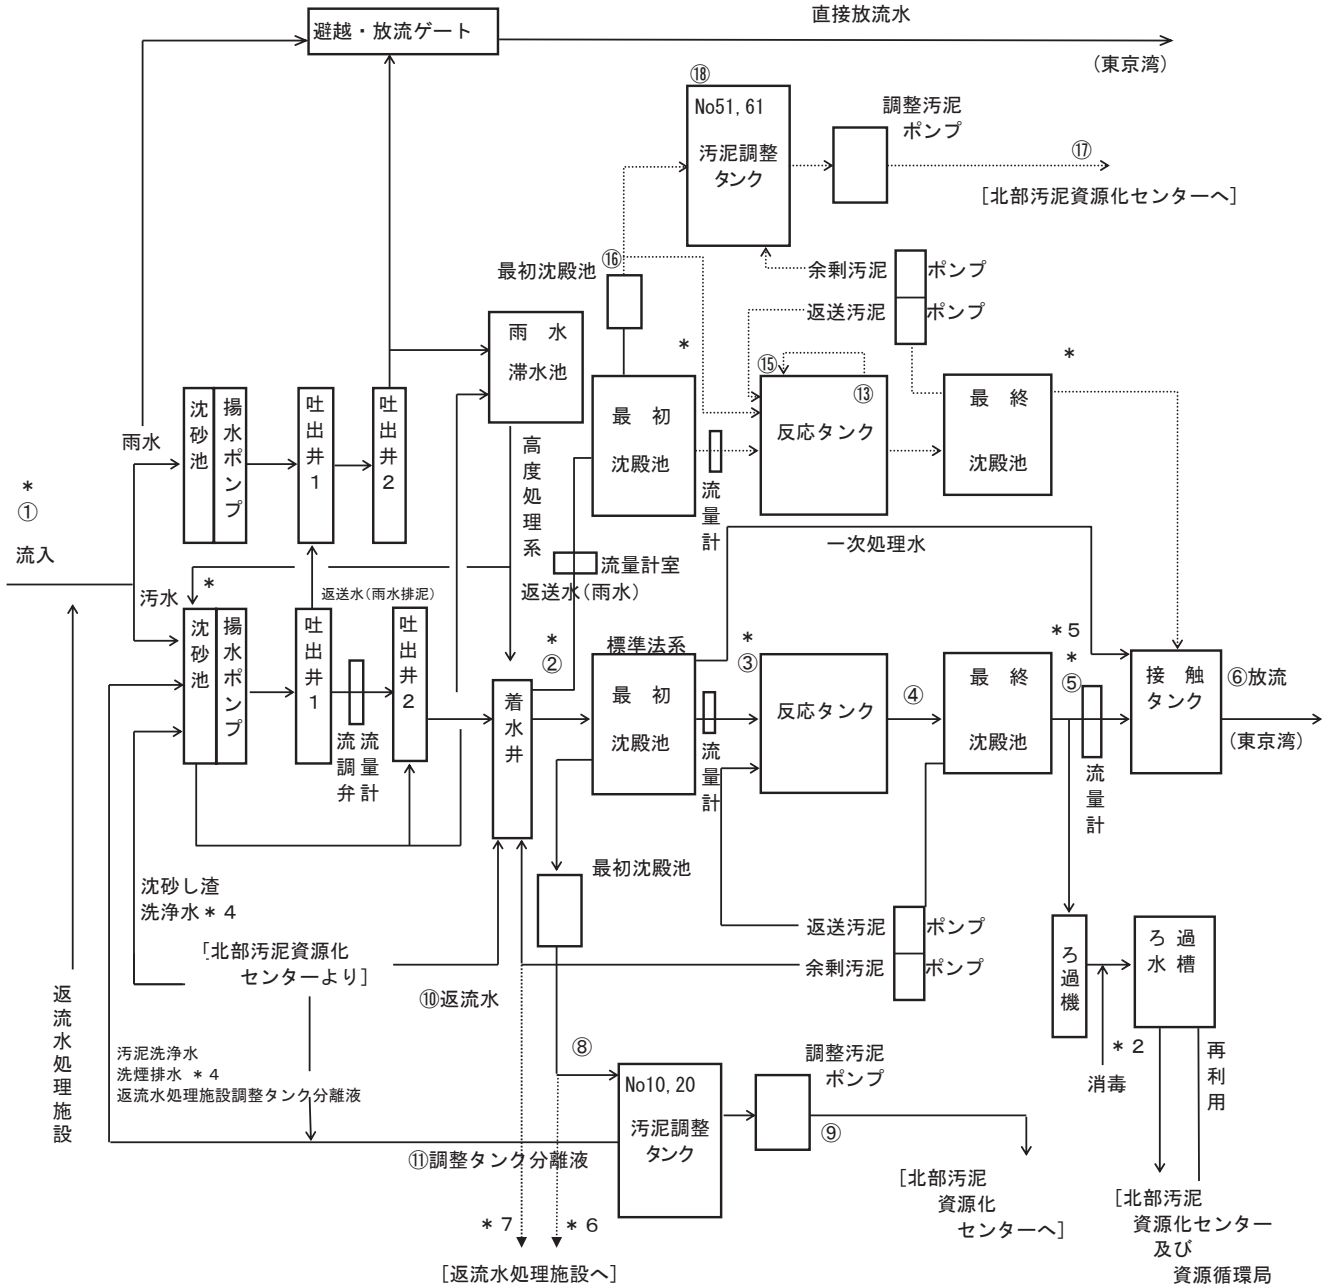 直接放流水
避越・放流ゲート
(東京湾)
⑱
No51,61
汚泥調整
タンク
調整汚泥
ポンプ
⑰
[北部汚泥資源化センターへ]
最初沈殿池
⑯
余剰汚泥
ポンプ
返送汚泥
ポンプ
雨 水
滞水池
*
*
⑮
⑬
最 初
沈殿池
反応タンク
最 終
沈殿池
流量計
雨水
沈砂池
揚水ポンプ
吐出井1
吐出井2
高度処理系
*
①
流入
一次処理水
流量計室
返送水(雨水)
汚水
*
返送水(雨水排泥)
沈砂池
揚水ポンプ
吐出井1
吐出井2
流調弁
流量計
着水井
*
②
標準法系
*
③
最 初
沈殿池
流量計
反応タンク
④
*5
*
⑤
最 終
沈殿池
流量計
接 触
タンク
⑥放流
(東京湾)
最初沈殿池
沈砂し渣
洗浄水*4
[北部汚泥資源化
センターより]
返送汚泥
ポンプ
余剰汚泥
ポンプ
⑩返流水
ろ過機
ろ 過
水 槽
*2
消毒
再利用
返流水処理施設
汚泥洗浄水
洗煙排水 *4
返流水処理施設調整タンク分離液
⑧
No10,20
汚泥調整
タンク
調整汚泥
ポンプ
⑨
⑪調整タンク分離液
*7
*6
[返流水処理施設へ]
[北部汚泥
資源化
センターへ]
[北部汚泥
資源化センター
及び
資源循環局